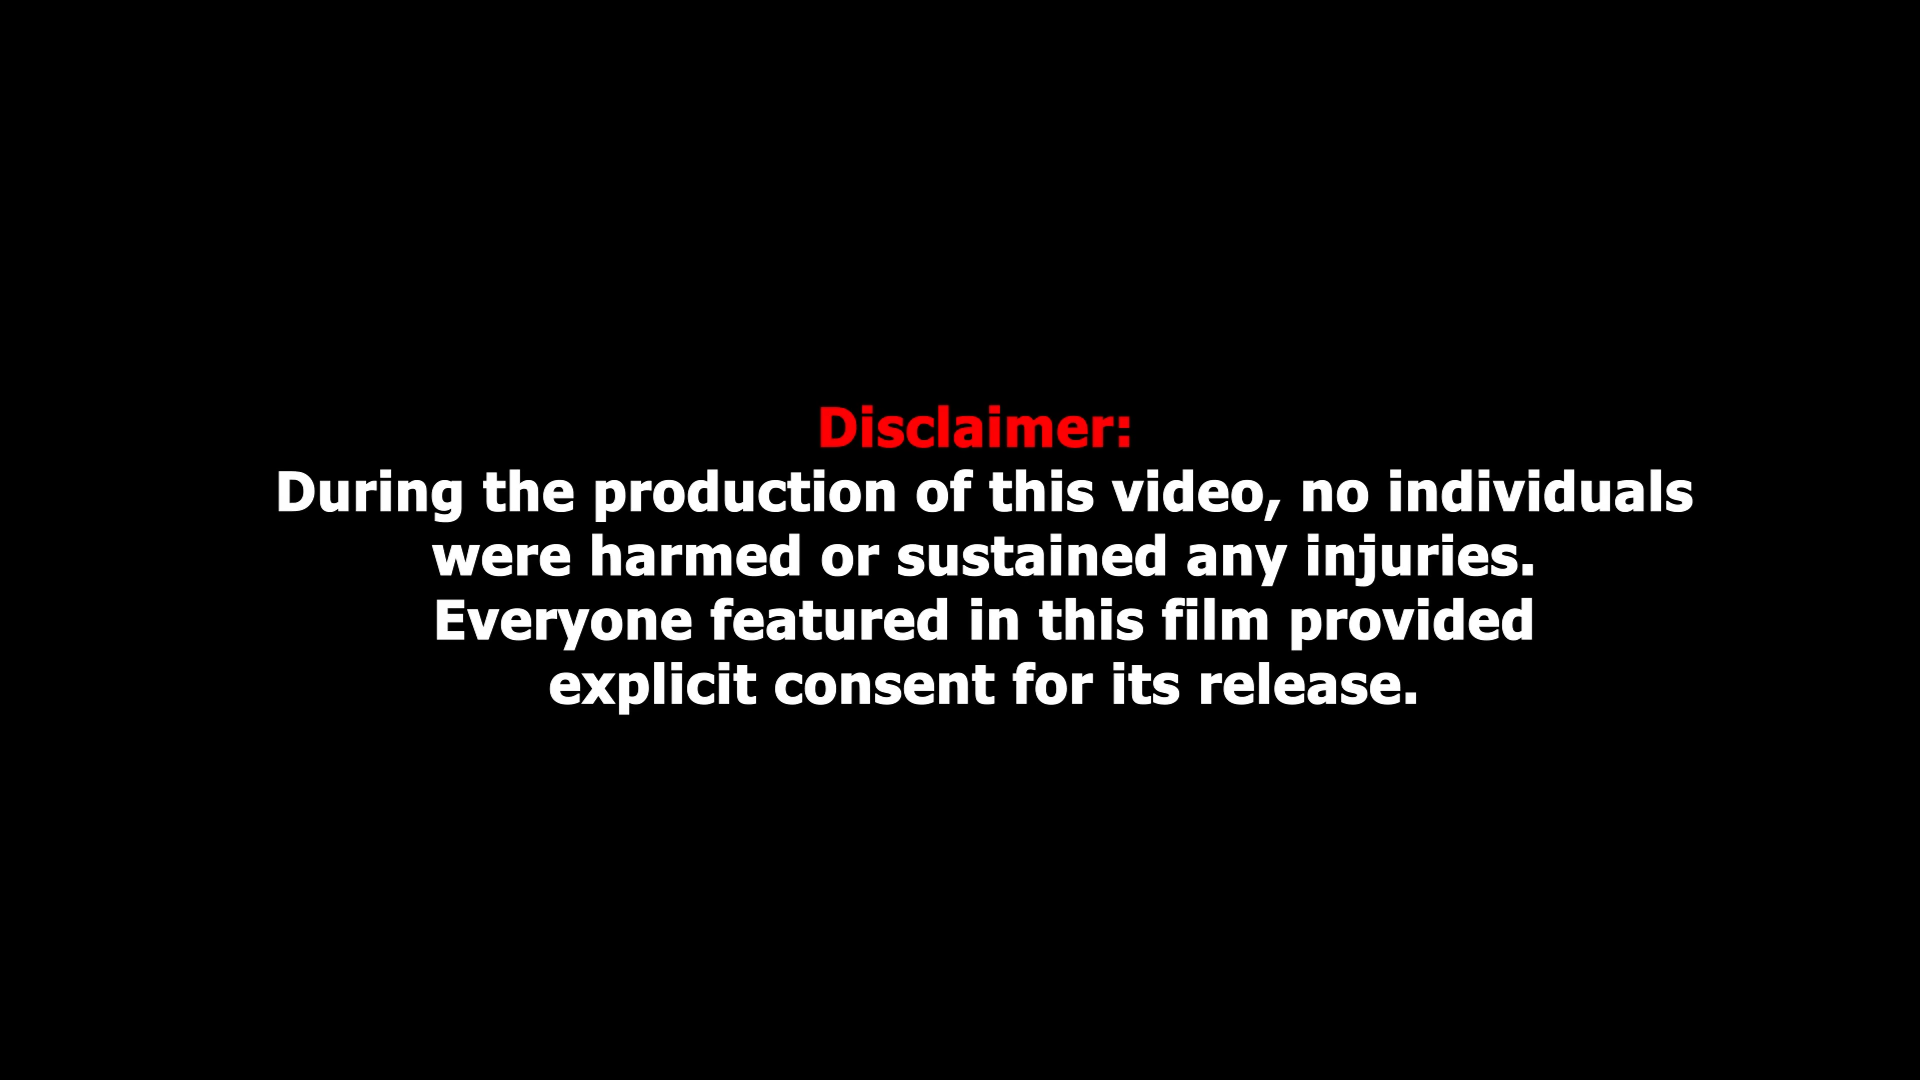 Disclaimer:
During the production of this video, no individuals
were harmed or sustained any injuries.
Everyone featured in this film provided
explicit consent for its release.